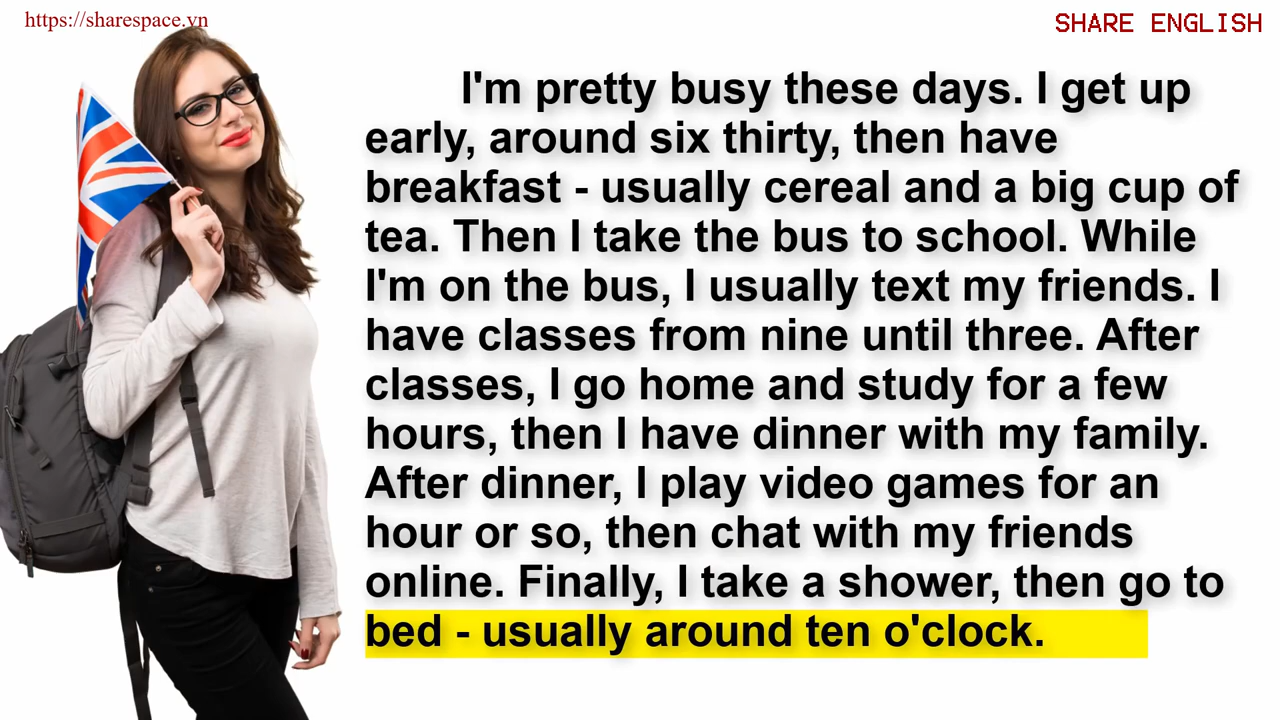 https://sharespace.vn
SHARE ENGLISH
I'm pretty busy these days. I get up
early, around six thirty, then have
breakfast - usually cereal and a big cup of
tea. Then I take the bus to school. While
I'm on the bus, I usually text my friends. I
have classes from nine until three. After
classes, I go home and study for a few
hours, then I have dinner with my family.
After dinner, I play video games for an
hour or so, then chat with my friends
online. Finally, I take a shower, then go to
bed - usually around ten o'clock.